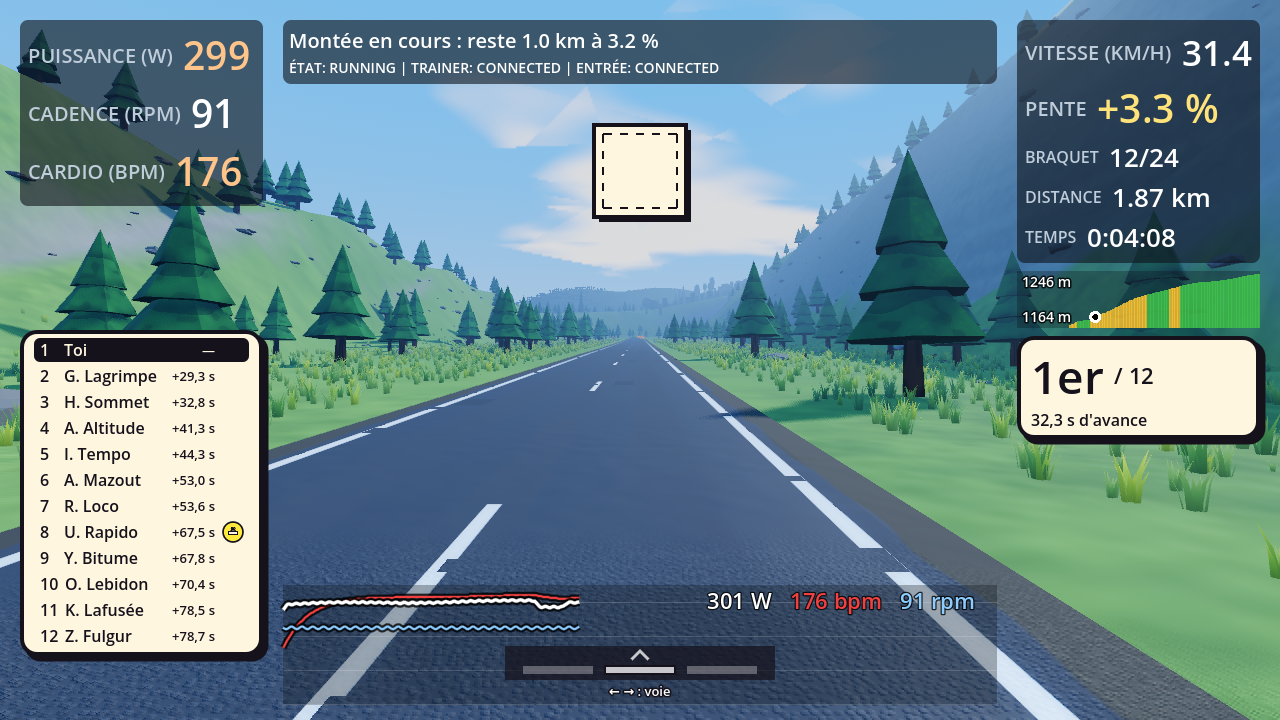 PUISSANCE (W) 299
CADENCE (RPM) 91
CARDIO (BPM) 176
Montée en cours : reste 1.0 km à 3.2 %
ÉTAT: RUNNING | TRAINER: CONNECTED | ENTRÉE: CONNECTED
VITESSE (KM/H) 31.4
PENTE +3.3 %
BRAQUET 12/24
DISTANCE 1.87 km
TEMPS 0:04:08
1246 m
1164 m
1er / 12
32,3 s d'avance
1 Toi —
2 G. Lagrimpe +29,3 s
3 H. Sommet +32,8 s
4 A. Altitude +41,3 s
5 I. Tempo +44,3 s
6 A. Mazout +53,0 s
7 R. Loco +53,6 s
8 U. Rapido +67,5 s
9 Y. Bitume +67,8 s
10 O. Lebidon +70,4 s
11 K. Lafusée +78,5 s
12 Z. Fulgur +78,7 s
301 W 176 bpm 91 rpm
← → : voie